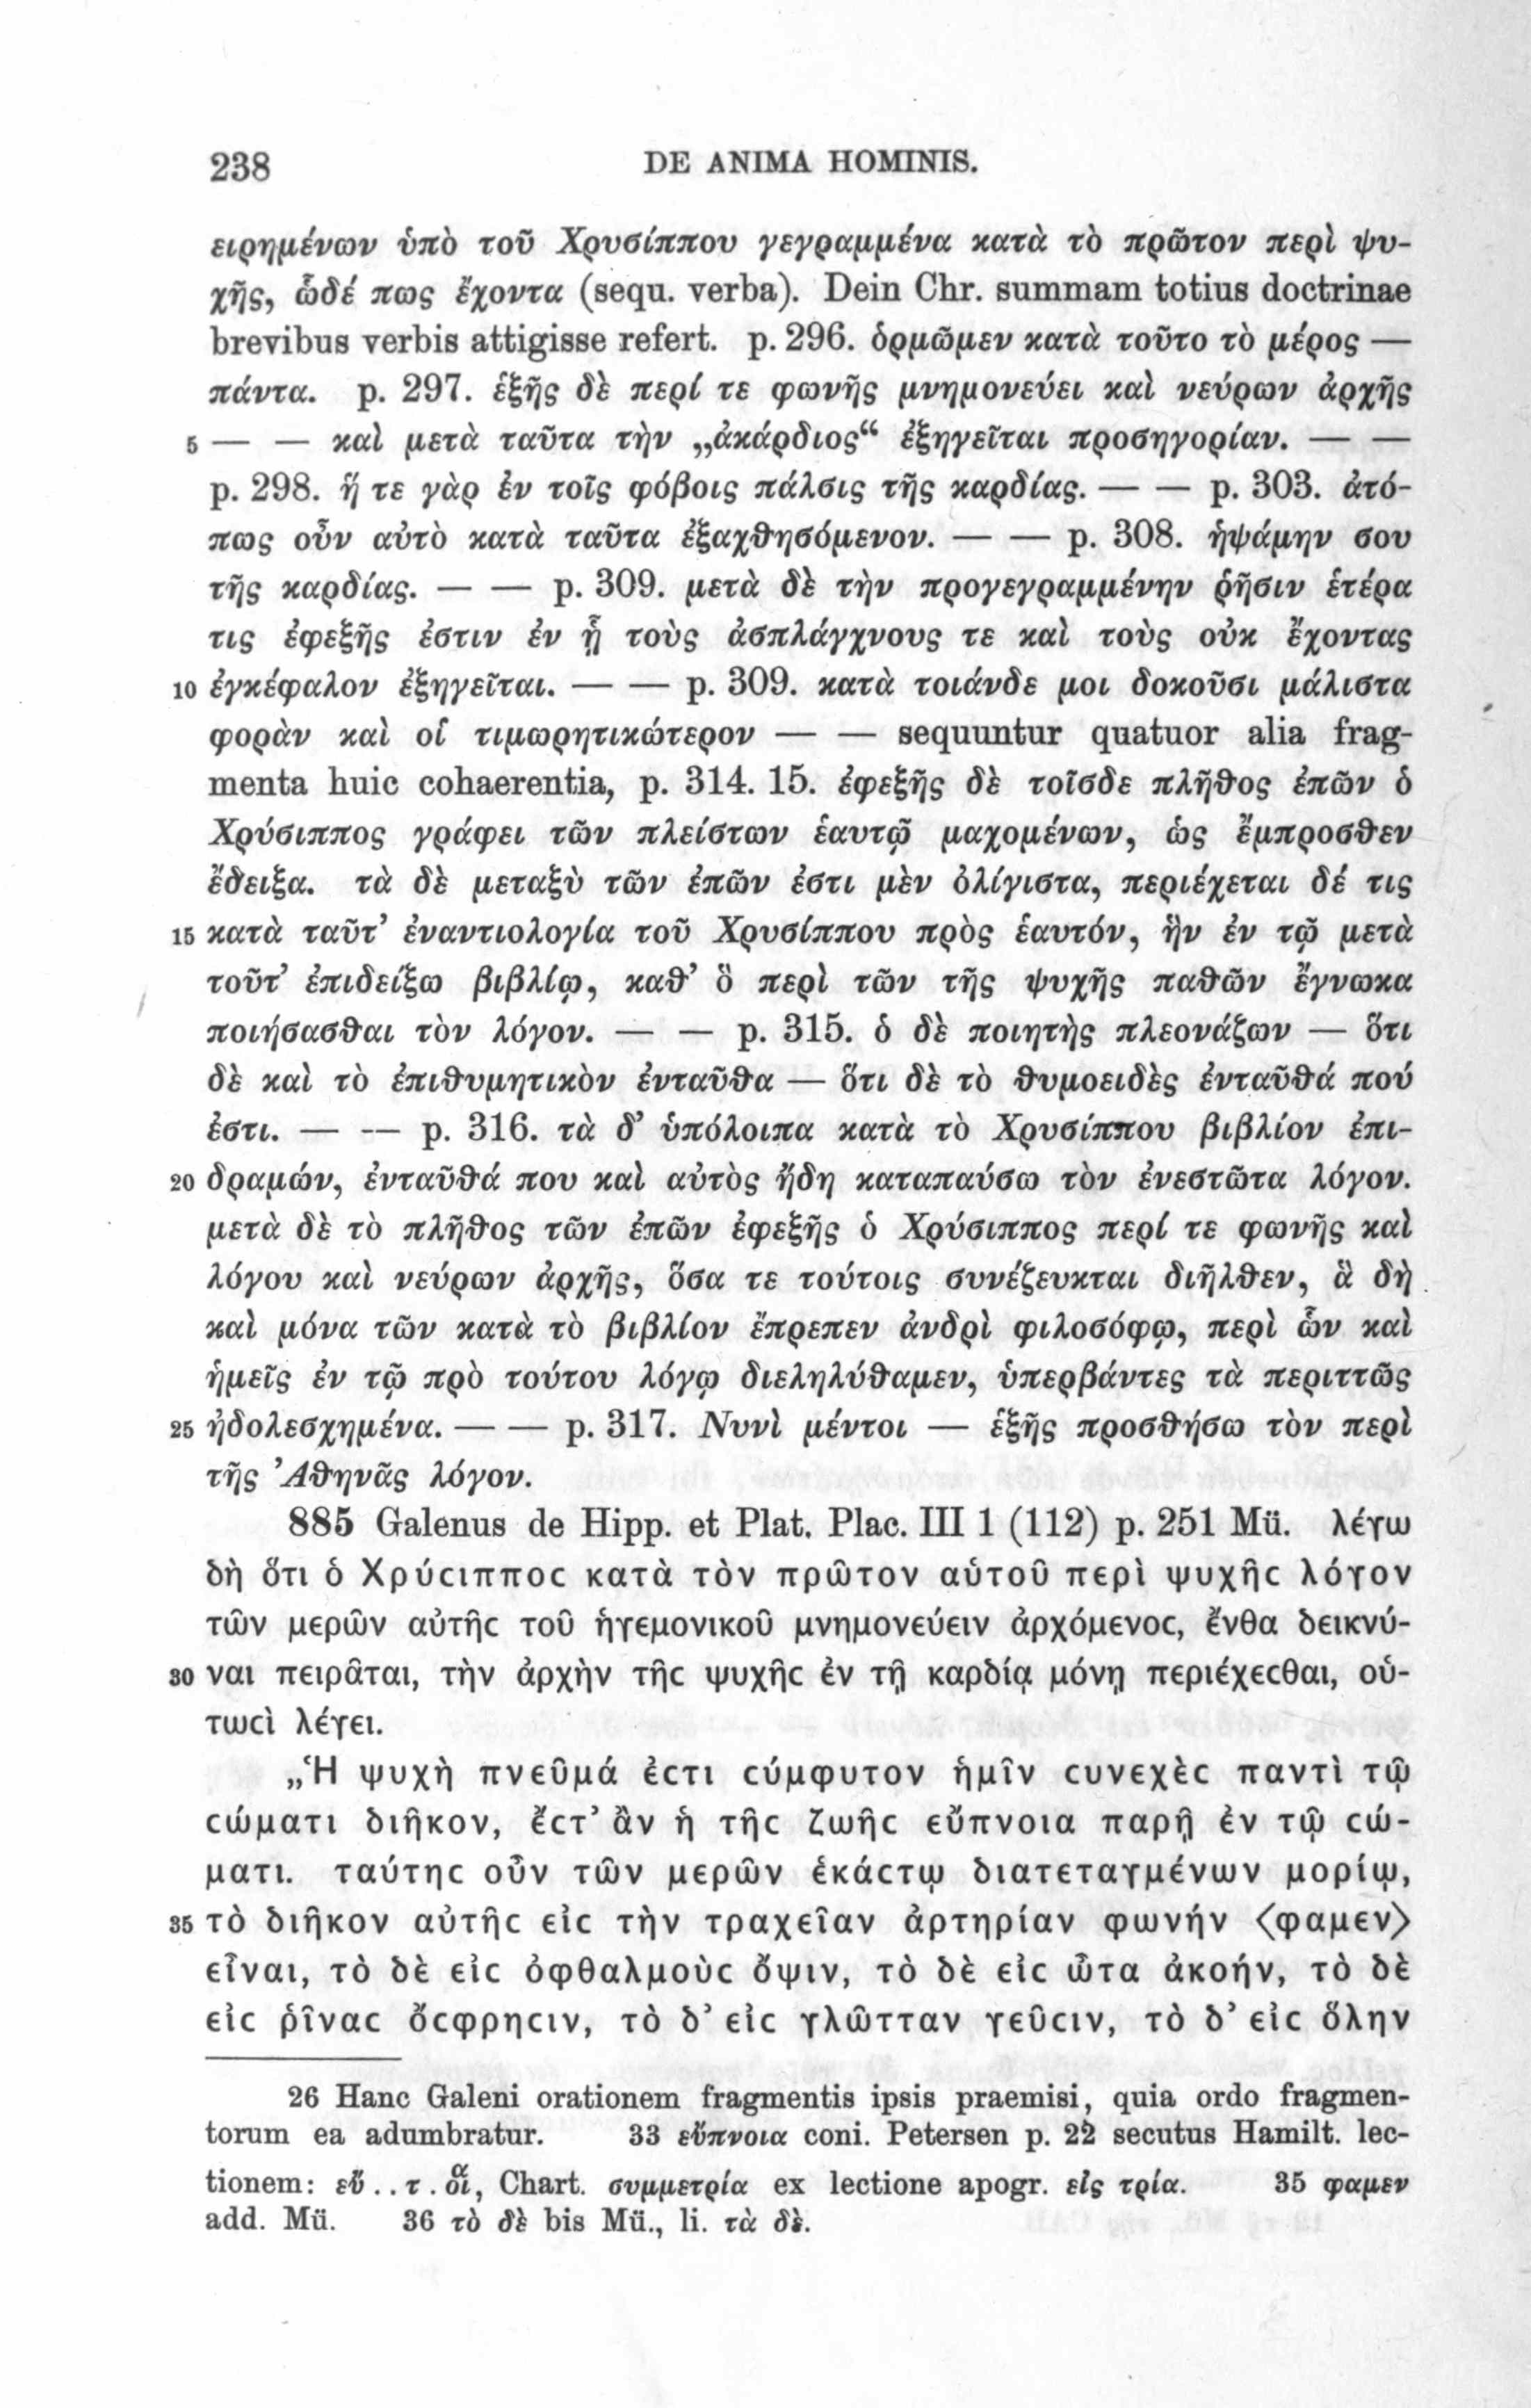 238 DE ANIMA HOMINIS.
ειρημένων ὑπὸ τοῦ Χρυσίππου γεγραμμένα κατὰ τὸ πρῶτον περὶ ψυ-
χῆς, ὧδέ πως ἔχοντα (sequ. verba). Dein Chr. summam totius doctrinae
brevibus verbis attigisse refert. p. 296. ὁρμῶμεν κατὰ τοῦτο τὸ μέρος —
πάντα. p. 297. ἑξῆς δὲ περί τε φωνῆς μνημονεύει καὶ νεύρων ἀρχῆς
5 — — καὶ μετὰ ταῦτα τὴν „ἀκάρδιος“ ἐξηγεῖται προσηγορίαν. — —
p. 298. ἥ τε γὰρ ἐν τοῖς φόβοις πάλσις τῆς καρδίας. — — p. 303. ἀτό-
πως οὖν αὐτὸ κατὰ ταῦτα ἐξαχθησόμενον. — — p. 308. ἡψάμην σου
τῆς καρδίας. — — p. 309. μετὰ δὲ τὴν προγεγραμμένην ῥῆσιν ἑτέρα
τις ἐφεξῆς ἐστιν ἐν ᾗ τοὺς ἀσπλάγχνους τε καὶ τοὺς οὐκ ἔχοντας
10 ἐγκέφαλον ἐξηγεῖται. — — p. 309. κατὰ τοιάνδε μοι δοκοῦσι μάλιστα
φορὰν καὶ οἱ τιμωρητικώτερον — — sequuntur quatuor alia frag-
menta huic cohaerentia, p. 314. 15. ἐφεξῆς δὲ τοῖσδε πλῆθος ἐπῶν ὁ
Χρύσιππος γράφει τῶν πλείστων ἑαυτῷ μαχομένων, ὡς ἔμπροσθεν
ἔδειξα. τὰ δὲ μεταξὺ τῶν ἐπῶν ἐστι μὲν ὀλίγιστα, περιέχεται δέ τις
15 κατὰ ταῦτ’ ἐναντιολογία τοῦ Χρυσίππου πρὸς ἑαυτόν, ἣν ἐν τῷ μετὰ
τοῦτ’ ἐπιδείξω βιβλίῳ, καθ’ ὃ περὶ τῶν τῆς ψυχῆς παθῶν ἔγνωκα
ποιήσασθαι τὸν λόγον. — — p. 315. ὁ δὲ ποιητὴς πλεονάζων — ὅτι
δὲ καὶ τὸ ἐπιθυμητικὸν ἐνταῦθα — ὅτι δὲ τὸ θυμοειδὲς ἐνταῦθά πού
ἐστι. — — p. 316. τὰ δ’ ὑπόλοιπα κατὰ τὸ Χρυσίππου βιβλίον ἐπι-
20 δραμών, ἐνταῦθά που καὶ αὐτὸς ἤδη καταπαύσω τὸν ἐνεστῶτα λόγον.
μετὰ δὲ τὸ πλῆθος τῶν ἐπῶν ἐφεξῆς ὁ Χρύσιππος περί τε φωνῆς καὶ
λόγου καὶ νεύρων ἀρχῆς, ὅσα τε τούτοις συνέζευκται διῆλθεν, ἃ δὴ
καὶ μόνα τῶν κατὰ τὸ βιβλίον ἔπρεπεν ἀνδρὶ φιλοσόφῳ, περὶ ὧν καὶ
ἡμεῖς ἐν τῷ πρὸ τούτου λόγῳ διεληλύθαμεν, ὑπερβάντες τὰ περιττῶς
25 ἠδολεσχημένα. — — p. 317. Νυνὶ μέντοι — ἑξῆς προσθήσω τὸν περὶ
τῆς Ἀθηνᾶς λόγον.
885 Galenus de Hipp. et Plat. Plac. III 1 (112) p. 251 Mü. λέγω
δὴ ὅτι ὁ Χρύϲιπποϲ κατὰ τὸν πρῶτον αὑτοῦ περὶ ψυχῆϲ λόγον
τῶν μερῶν αὐτῆϲ τοῦ ἡγεμονικοῦ μνημονεύειν ἀρχόμενοϲ, ἔνθα δεικνύ-
30 ναι πειρᾶται, τὴν ἀρχὴν τῆϲ ψυχῆϲ ἐν τῇ καρδίᾳ μόνῃ περιέχεϲθαι, οὑ-
τωϲὶ λέγει.
„Ἡ ψυχὴ πνεῦμά ἐϲτι ϲύμφυτον ἡμῖν ϲυνεχὲϲ παντὶ τῷ
ϲώματι διῆκον, ἔϲτ’ ἂν ἡ τῆϲ ζωῆϲ εὔπνοια παρῇ ἐν τῷ ϲώ-
ματι. ταύτηϲ οὖν τῶν μερῶν ἑκάϲτῳ διατεταγμένων μορίῳ,
35 τὸ διῆκον αὐτῆϲ εἰϲ τὴν τραχεῖαν ἀρτηρίαν φωνήν ⟨φαμεν⟩
εἶναι, τὸ δὲ εἰϲ ὀφθαλμοὺϲ ὄψιν, τὸ δὲ εἰϲ ὦτα ἀκοήν, τὸ δὲ
εἰϲ ῥῖναϲ ὄϲφρηϲιν, τὸ δ’ εἰϲ γλῶτταν γεῦϲιν, τὸ δ’ εἰϲ ὅλην
26 Hanc Galeni orationem fragmentis ipsis praemisi, quia ordo fragmen-
torum ea adumbratur. 33 εὔπνοια coni. Petersen p. 22 secutus Hamilt. lec-
tionem: εὔ . . τ . οῖ, Chart. συμμετρία ex lectione apogr. εἰς τρία. 35 φαμεν
add. Mü. 36 τὸ δὲ bis Mü., li. τὰ δὲ.